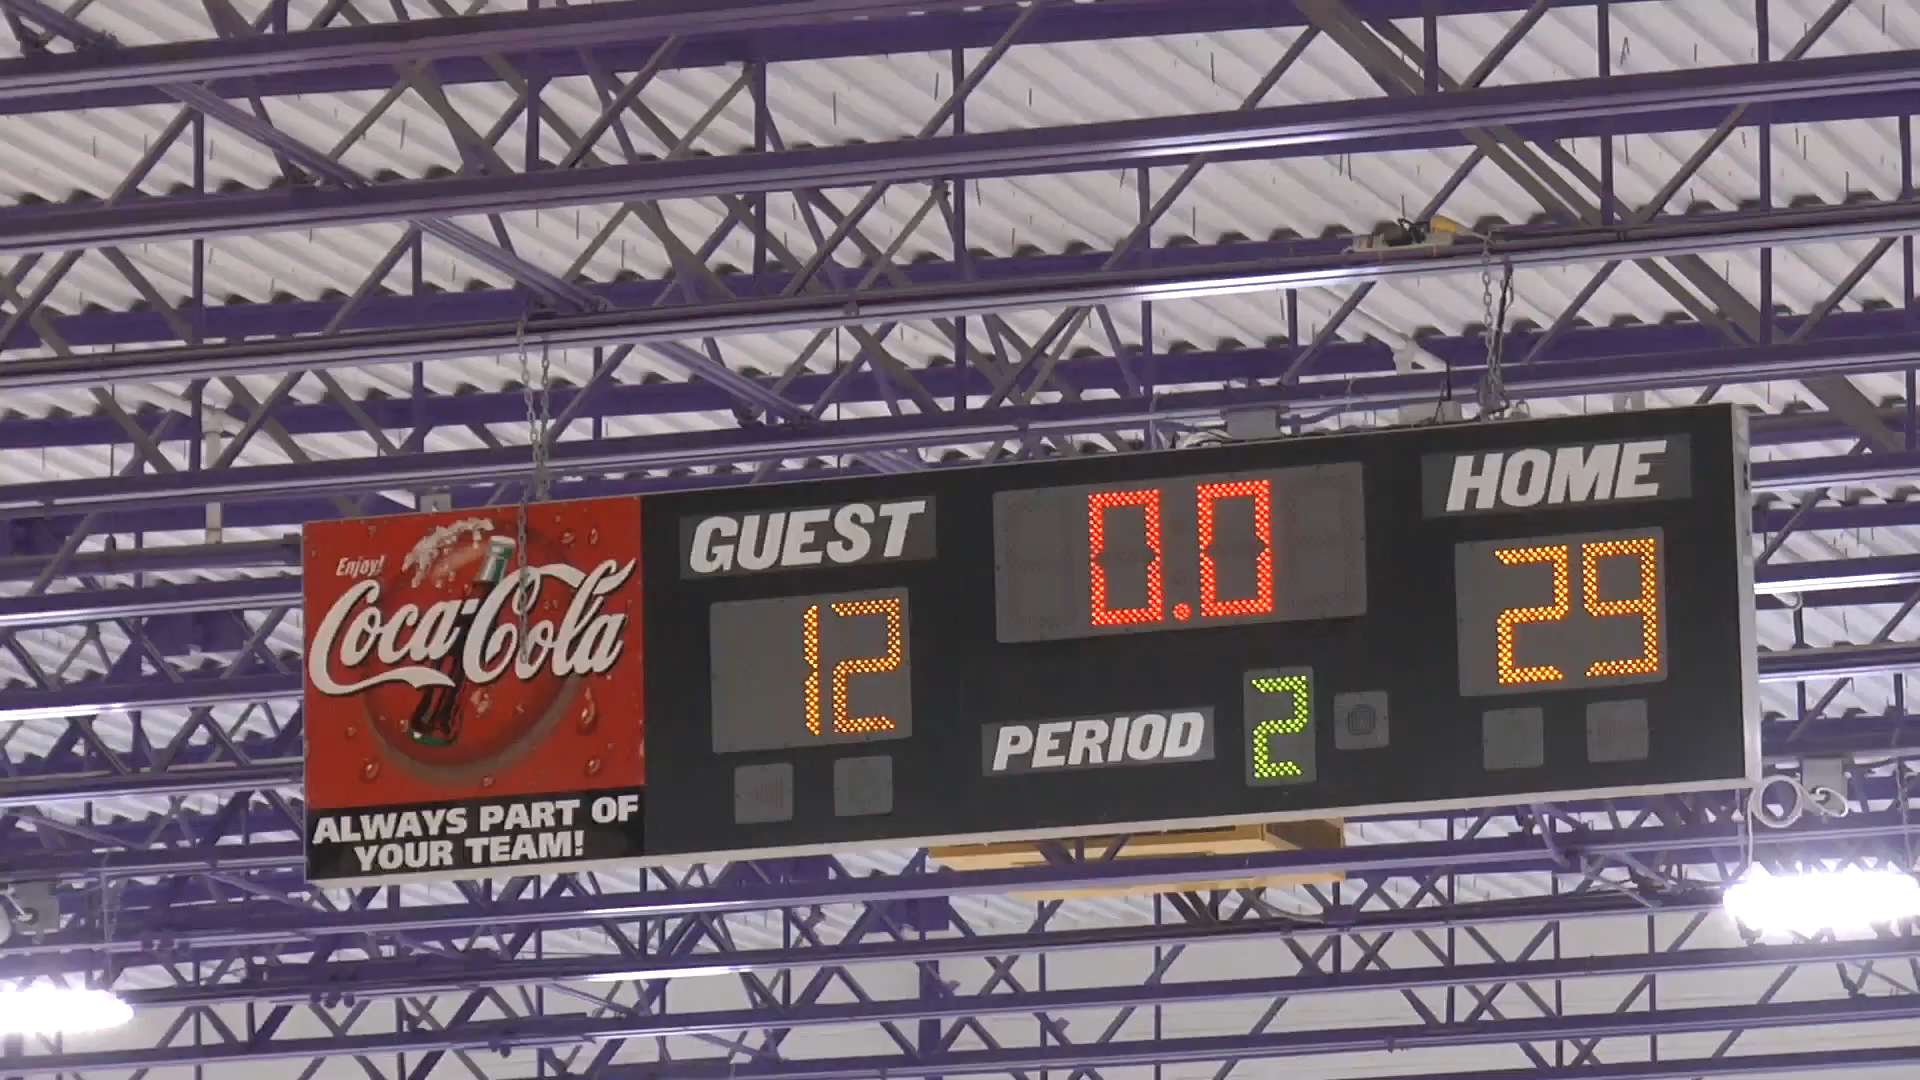 Enjoy!
Coca-Cola
ALWAYS PART OF
YOUR TEAM!
GUEST
12
0.0
PERIOD 2
HOME
29